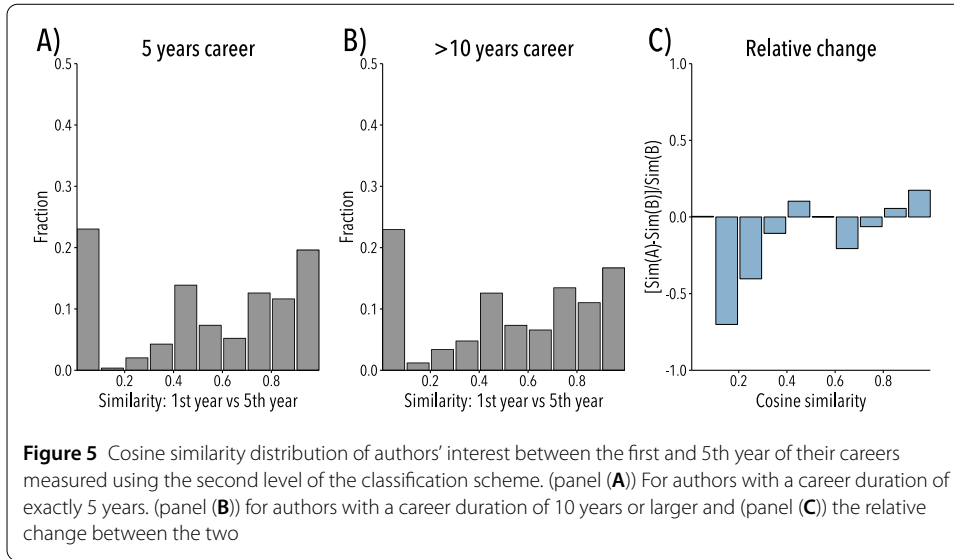 A)
5 years career
0.5
0.4
0.3
0.2
0.1
0.0
Fraction
0.2 0.4 0.6 0.8
Similarity: 1st year vs 5th year
B)
>10 years career
0.5
0.4
0.3
0.2
0.1
0.0
Fraction
0.2 0.4 0.6 0.8
Similarity: 1st year vs 5th year
C)
Relative change
1.0
0.5
0.0
-0.5
-1.0
[Sim(A)-Sim(B)]/Sim(B)
0.2 0.4 0.6 0.8
Cosine similarity
Figure 5 Cosine similarity distribution of authors’ interest between the first and 5th year of their careers
measured using the second level of the classification scheme. (panel (A)) For authors with a career duration of
exactly 5 years. (panel (B)) for authors with a career duration of 10 years or larger and (panel (C)) the relative
change between the two